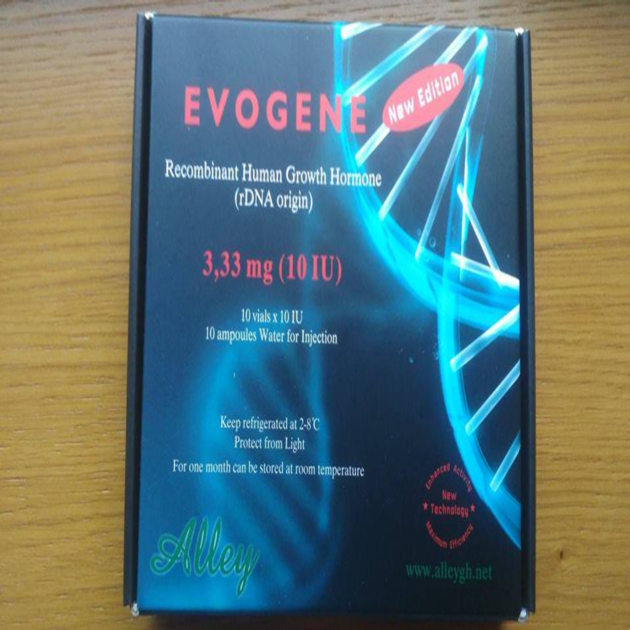 EVOGENE
New Edition
Recombinant Human Growth Hormone
(rDNA origin)
3,33 mg (10 IU)
10 vials x 10 IU
10 ampoules Water for Injection
Keep refrigerated at 2-8℃
Protect from Light
For one month can be stored at room temperature
Enhanced Activity
New
Technology
Maximum Efficiency
Alley
www.alleygh.net